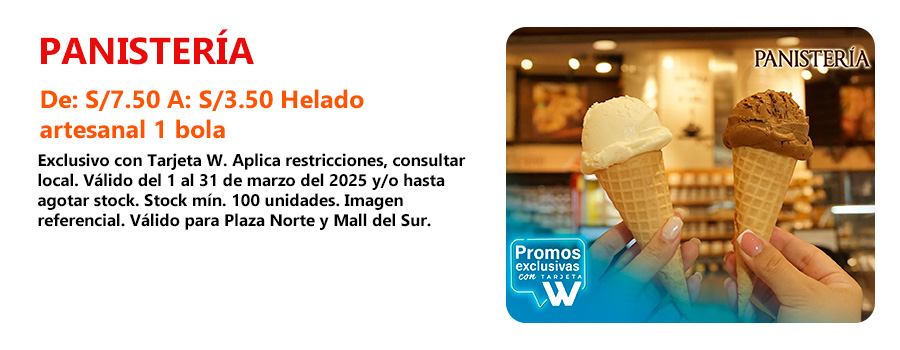 PANISTERÍA
De: S/7.50 A: S/3.50 Helado
artesanal 1 bola
Exclusivo con Tarjeta W. Aplica restricciones, consultar
local. Válido del 1 al 31 de marzo del 2025 y/o hasta
agotar stock. Stock mín. 100 unidades. Imagen
referencial. Válido para Plaza Norte y Mall del Sur.
PANISTERÍA
Promos
exclusivas
con TARJETA
W